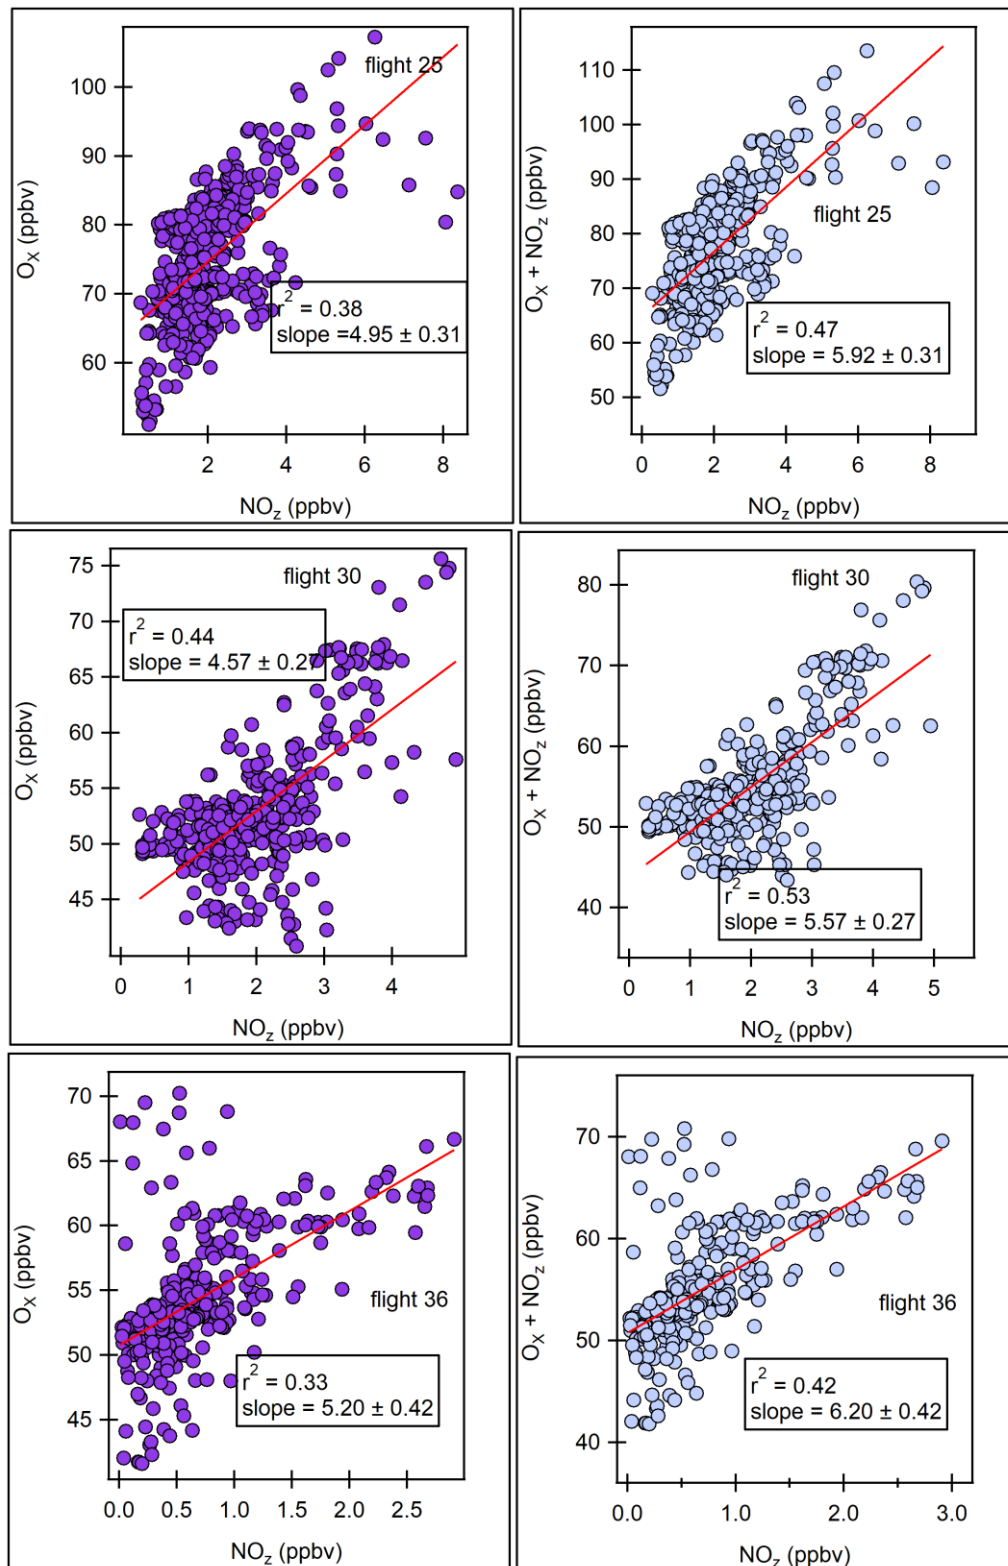 flight 25
100
90
80
70
60
O_X (ppbv)
r² = 0.38
slope =4.95 ± 0.31
2 4 6 8
NO_z (ppbv)
flight 25
110
100
90
80
70
60
50
O_X + NO_z (ppbv)
r² = 0.47
slope = 5.92 ± 0.31
0 2 4 6 8
NO_z (ppbv)
flight 30
75
70
65
60
55
50
45
O_X (ppbv)
r² = 0.44
slope = 4.57 ± 0.27
0 1 2 3 4
NO_z (ppbv)
flight 30
80
70
60
50
40
O_X + NO_z (ppbv)
r² = 0.53
slope = 5.57 ± 0.27
0 1 2 3 4 5
NO_z (ppbv)
70
65
60
55
50
45
O_X (ppbv)
flight 36
r² = 0.33
slope = 5.20 ± 0.42
0.0 0.5 1.0 1.5 2.0 2.5
NO_z (ppbv)
70
60
50
40
O_X + NO_z (ppbv)
flight 36
r² = 0.42
slope = 6.20 ± 0.42
0.0 1.0 2.0 3.0
NO_z (ppbv)